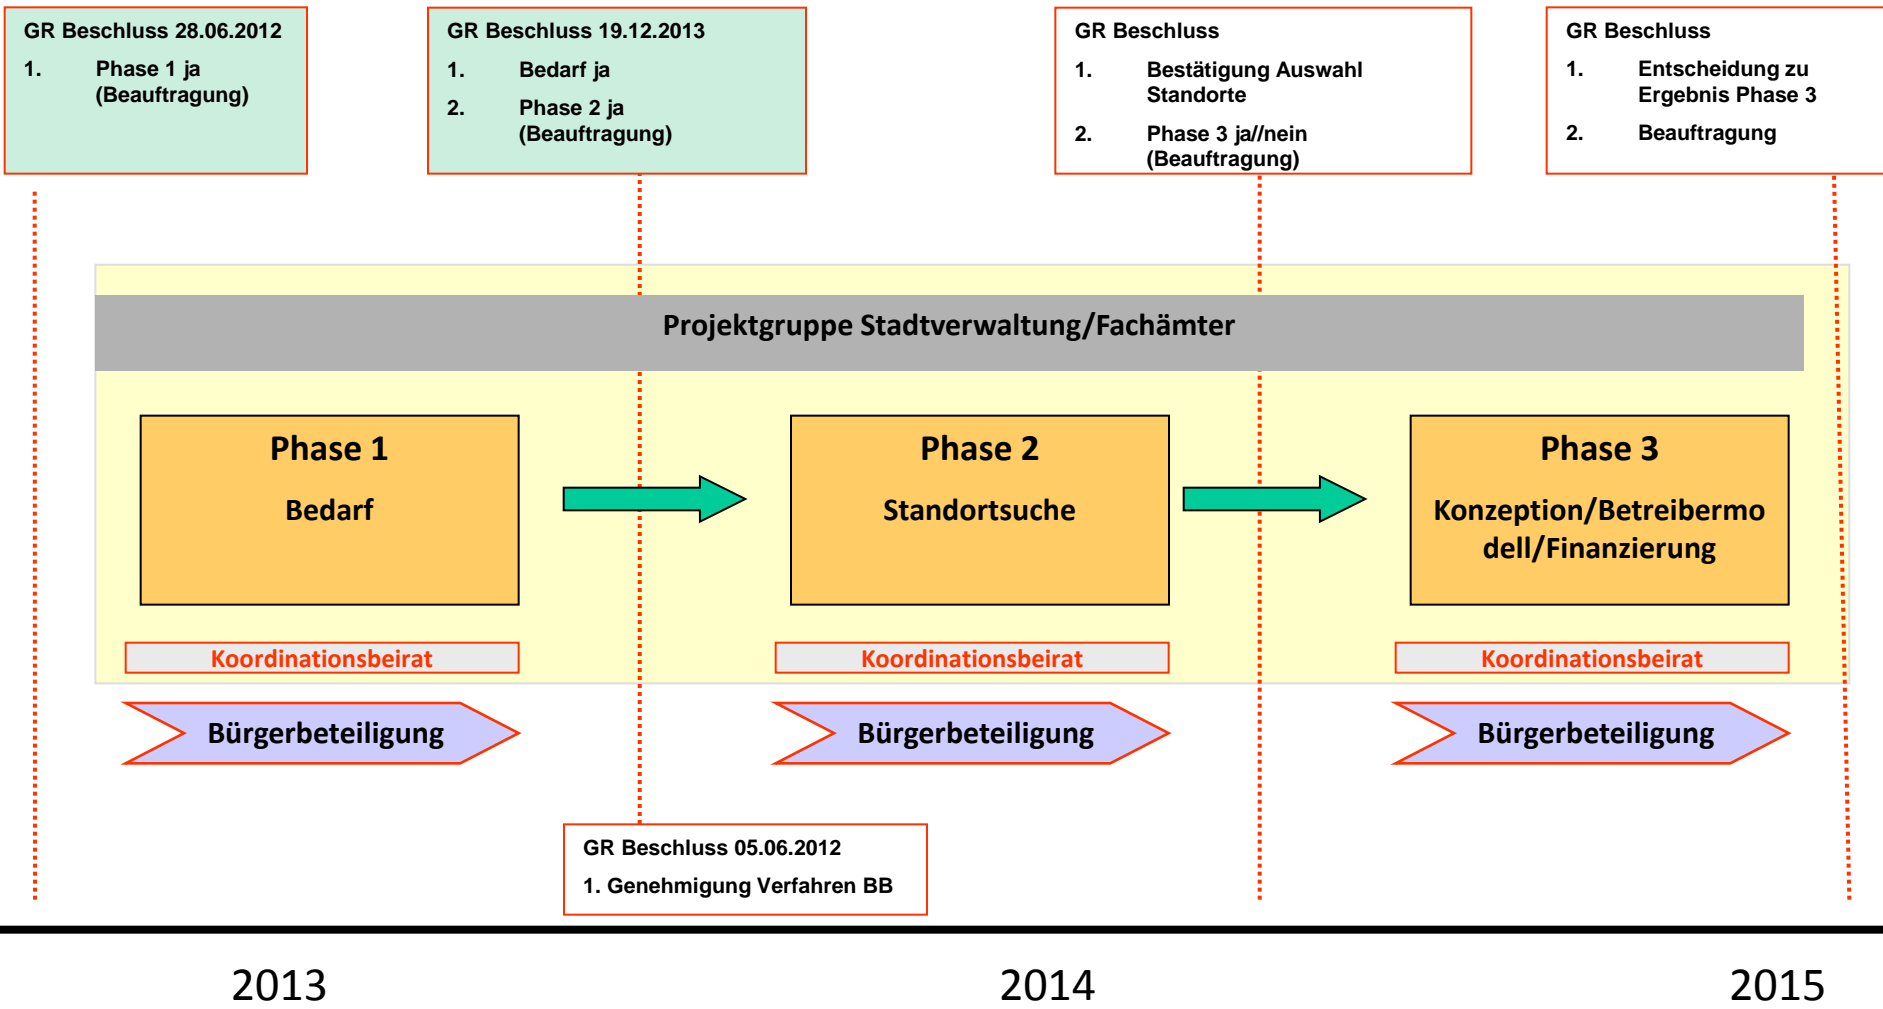 GR Beschluss 28.06.2012
1. Phase 1 ja
(Beauftragung)
GR Beschluss 19.12.2013
1. Bedarf ja
2. Phase 2 ja
(Beauftragung)
GR Beschluss
1. Bestätigung Auswahl
Standorte
2. Phase 3 ja//nein
(Beauftragung)
GR Beschluss
1. Entscheidung zu
Ergebnis Phase 3
2. Beauftragung
Projektgruppe Stadtverwaltung/Fachämter
Phase 1
Bedarf
Phase 2
Standortsuche
Phase 3
Konzeption/Betreibermo
dell/Finanzierung
Koordinationsbeirat
Koordinationsbeirat
Koordinationsbeirat
Bürgerbeteiligung
Bürgerbeteiligung
Bürgerbeteiligung
GR Beschluss 05.06.2012
1. Genehmigung Verfahren BB
2013
2014
2015